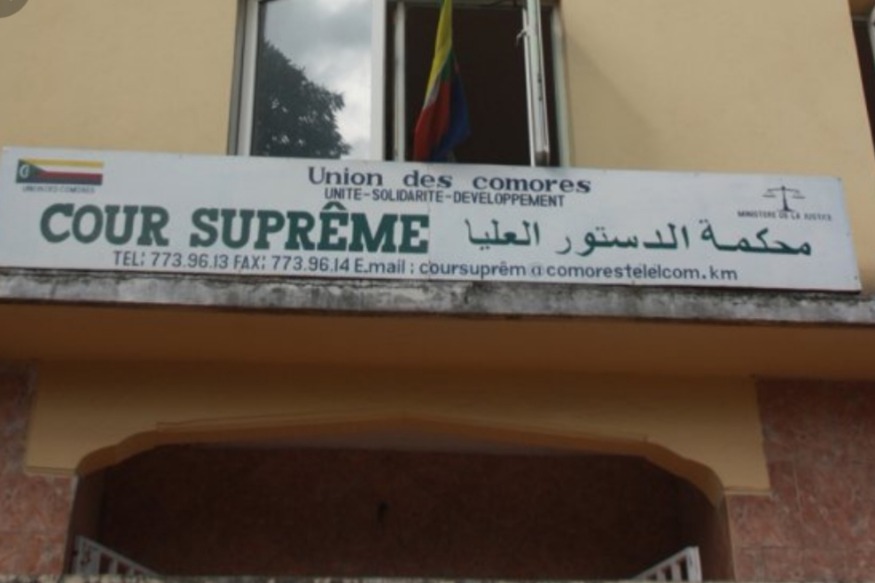 Union des comores
UNITE-SOLIDARITE-DEVELOPPEMENT
UNION DES COMORES
MINISTERE DE LA JUSTICE
COUR SUPRÊME
محكمة الدستور العليا
TEL: 773.96.13 FAX: 773.96.14 E.mail : coursuprêm @comorestelelcom.km